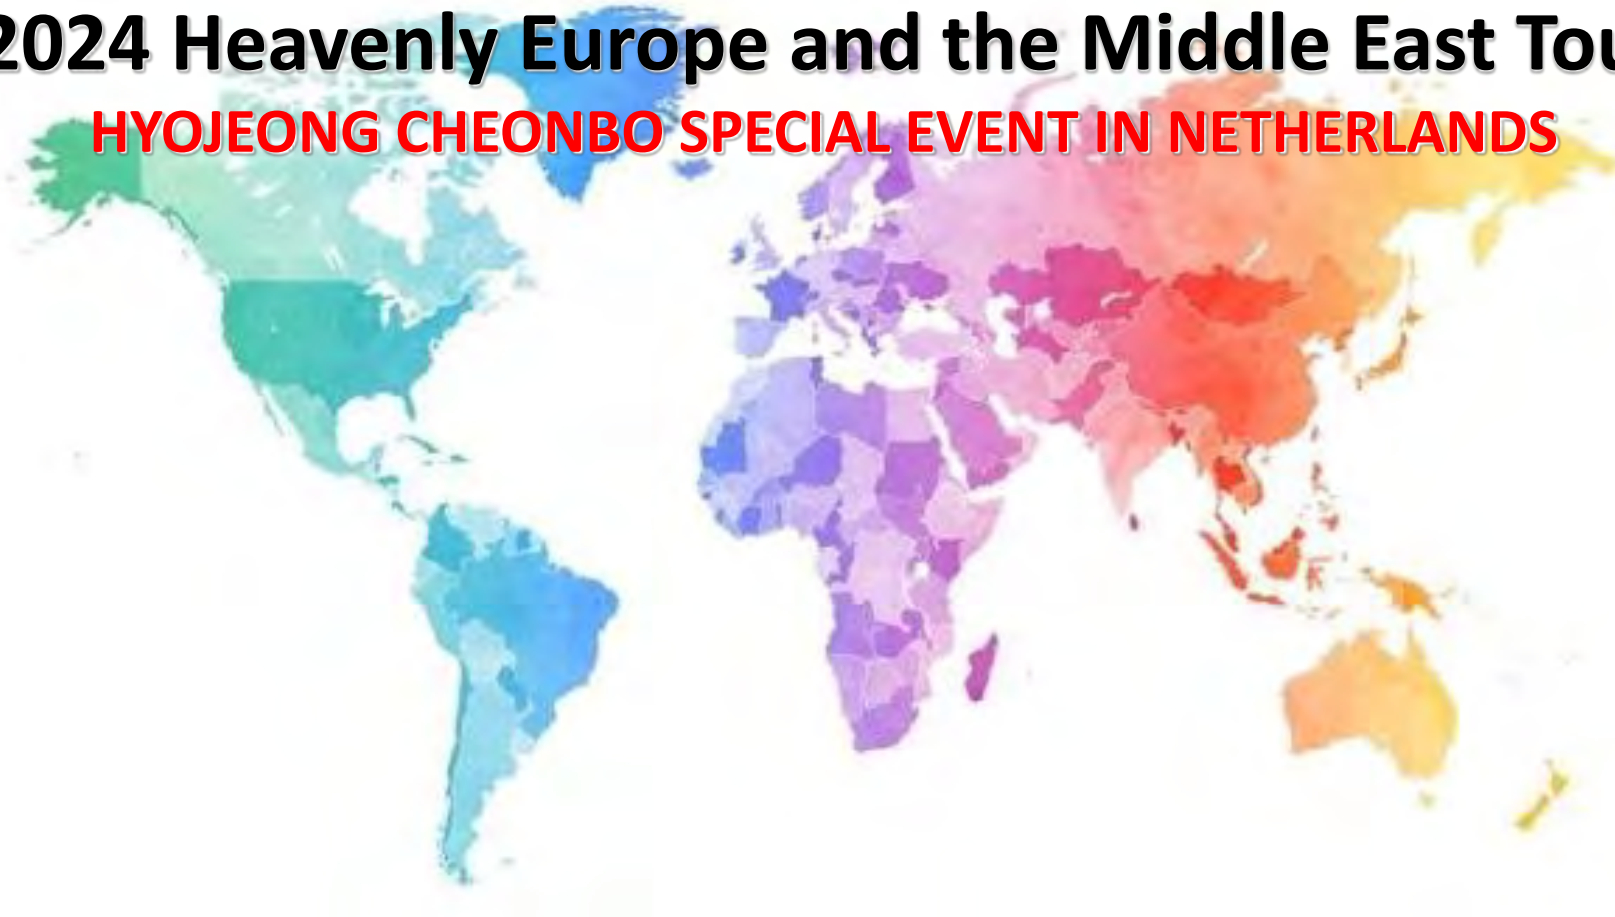 2024 Heavenly Europe and the Middle East Tou
HYOJEONG CHEONBO SPECIAL EVENT IN NETHERLANDS